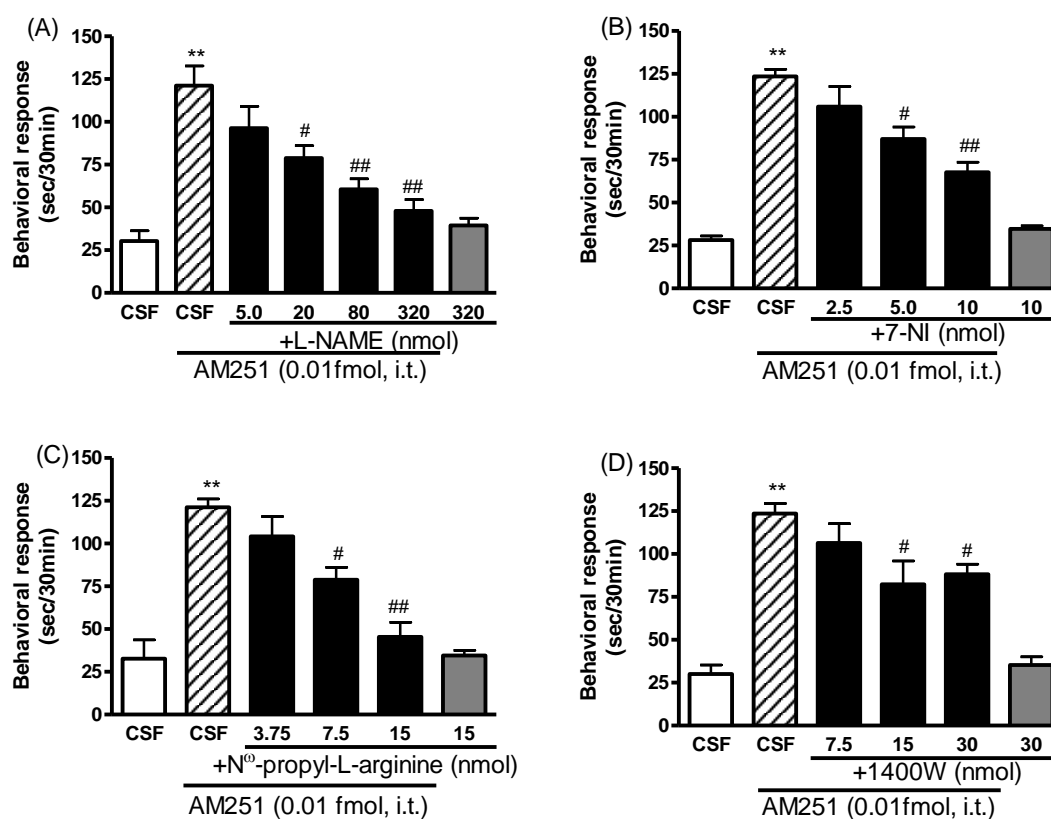 (A)
Behavioral response
(sec/30min)
150
125
100
75
50
25
0
**
#
##
##
CSF CSF 5.0 20 80 320 320
+L-NAME (nmol)
AM251 (0.01fmol, i.t.)
(B)
Behavioral response
(sec/30min)
150
125
100
75
50
25
0
**
#
##
CSF CSF 2.5 5.0 10 10
+7-NI (nmol)
AM251 (0.01 fmol, i.t.)
(C)
Behavioral response
(sec/30min)
150
125
100
75
50
25
0
**
#
##
CSF CSF 3.75 7.5 15 15
+Nω-propyl-L-arginine (nmol)
AM251 (0.01 fmol, i.t.)
(D)
Behavioral response
(sec/30min)
150
125
100
75
50
25
0
**
# #
CSF CSF 7.5 15 30 30
+1400W (nmol)
AM251 (0.01fmol, i.t.)